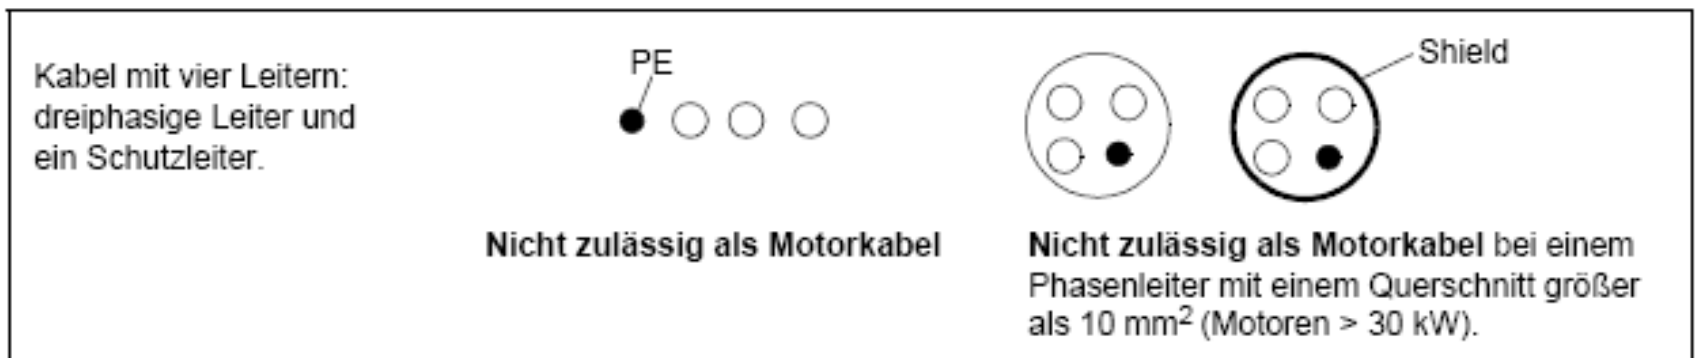 Kabel mit vier Leitern:
dreiphasige Leiter und
ein Schutzleiter.
PE
Shield
Nicht zulässig als Motorkabel
Nicht zulässig als Motorkabel bei einem
Phasenleiter mit einem Querschnitt größer
als 10 mm² (Motoren > 30 kW).